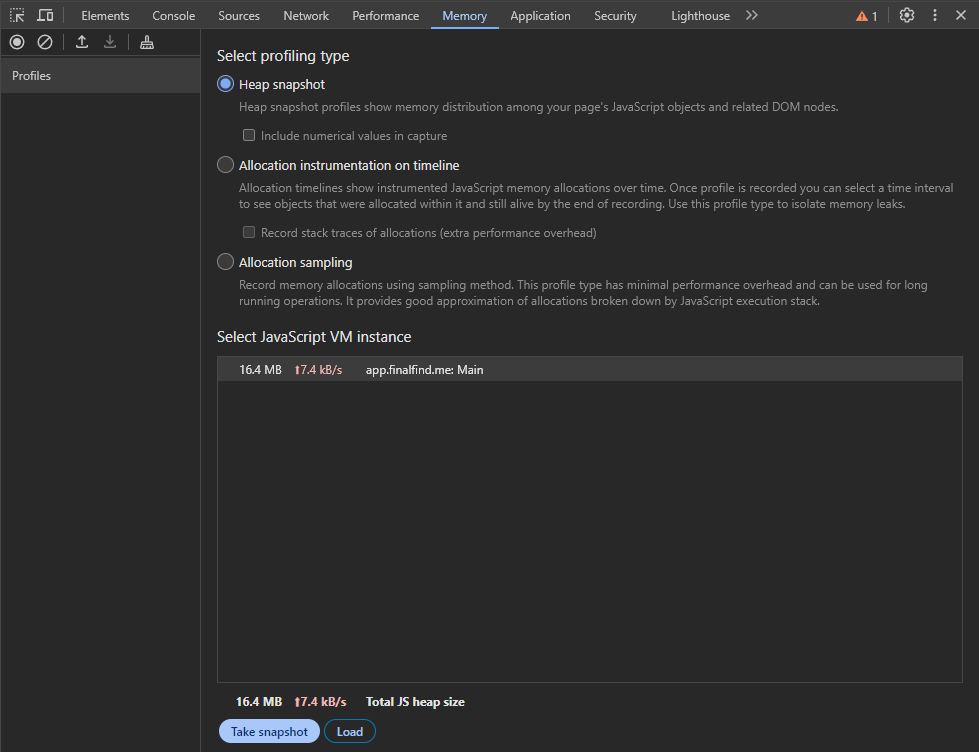 Elements Console Sources Network Performance Memory Application Security Lighthouse 1
Profiles
Select profiling type
Heap snapshot
Heap snapshot profiles show memory distribution among your page's JavaScript objects and related DOM nodes.
Include numerical values in capture
Allocation instrumentation on timeline
Allocation timelines show instrumented JavaScript memory allocations over time. Once profile is recorded you can select a time interval
to see objects that were allocated within it and still alive by the end of recording. Use this profile type to isolate memory leaks.
Record stack traces of allocations (extra performance overhead)
Allocation sampling
Record memory allocations using sampling method. This profile type has minimal performance overhead and can be used for long
running operations. It provides good approximation of allocations broken down by JavaScript execution stack.
Select JavaScript VM instance
16.4 MB ⬆7.4 kB/s app.finalfind.me: Main
16.4 MB ⬆7.4 kB/s Total JS heap size
Take snapshot Load